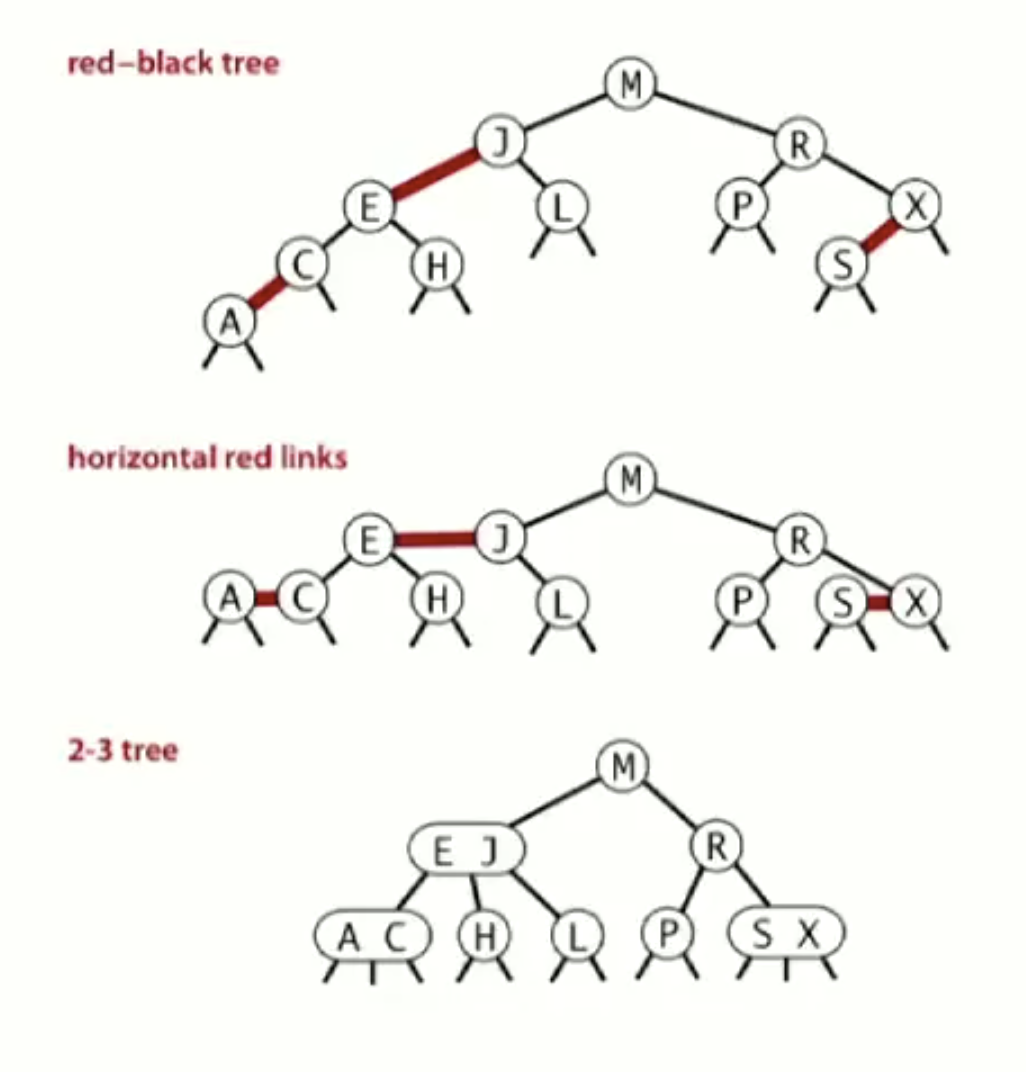 red–black tree
M
J R
E L P X
C H S
A
horizontal red links
M
E J R
A C H L P S X
2-3 tree
M
E J R
A C H L P S X